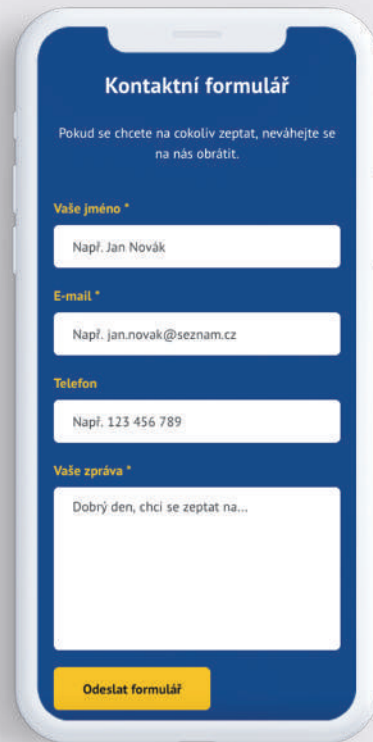 Kontaktní formulář
Pokud se chcete na cokoliv zeptat, neváhejte se
na nás obrátit.
Vaše jméno *
Např. Jan Novák
E-mail *
Např. jan.novak@seznam.cz
Telefon
Např. 123 456 789
Vaše zpráva *
Dobrý den, chci se zeptat na...
Odeslat formulář